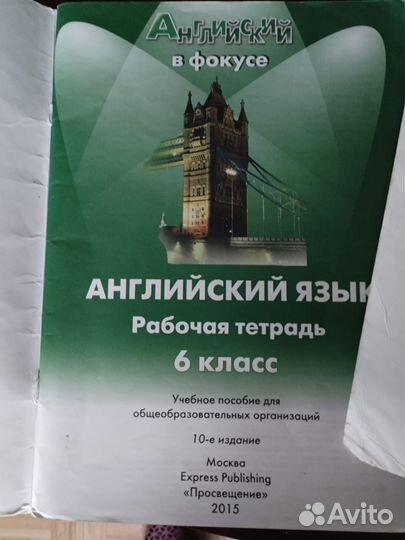 Английский
в фокусе
АНГЛИЙСКИЙ ЯЗЫК
Рабочая тетрадь
6 класс
Учебное пособие для
общеобразовательных организаций
10-е издание
Москва
Express Publishing
«Просвещение»
2015
Avito